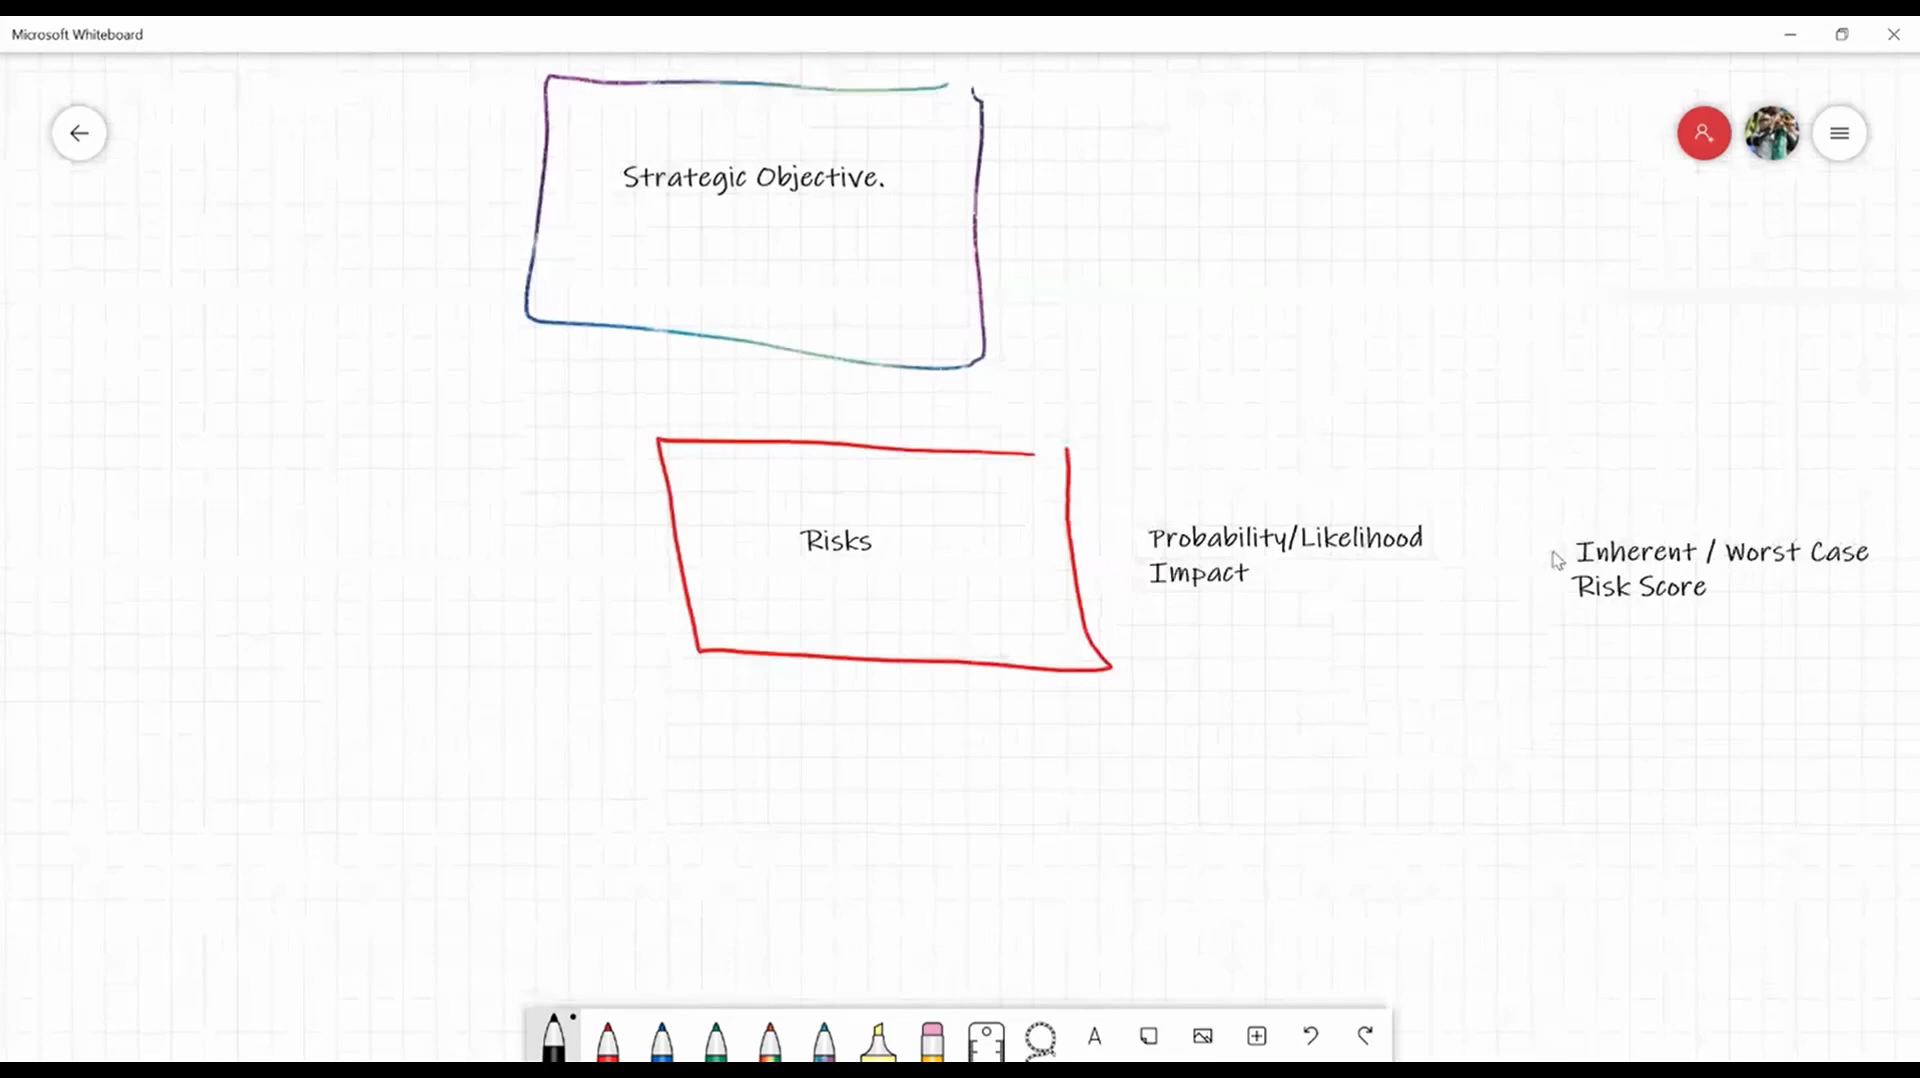 Microsoft Whiteboard
Strategic Objective.
Risks
Probability/Likelihood
Impact
Inherent / Worst Case
Risk Score
A